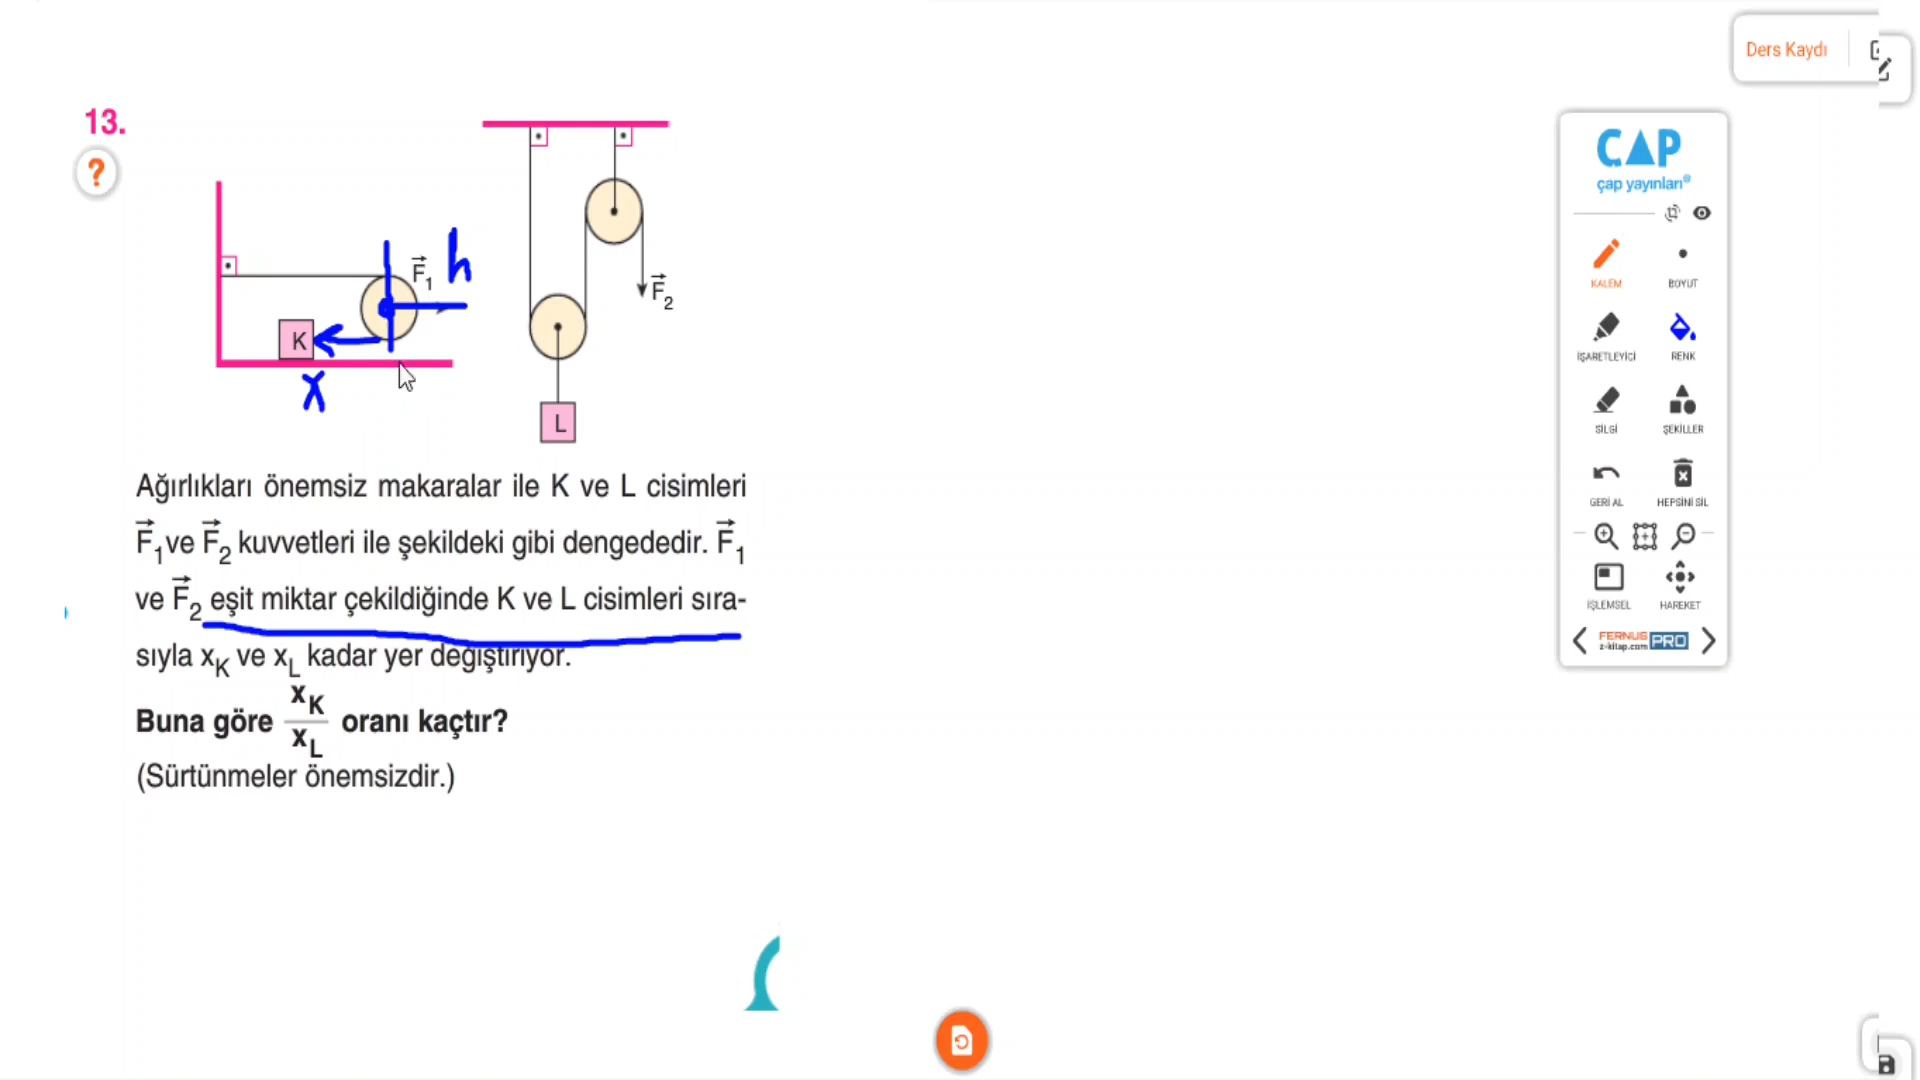 Ders Kaydı
13.
?
F1
h
F2
K
X
L
Ağırlıkları önemsiz makaralar ile K ve L cisimleri
F1 ve F2 kuvvetleri ile şekildeki gibi dengededir. F1
ve F2 eşit miktar çekildiğinde K ve L cisimleri sıra-
sıyla xK ve xL kadar yer değiştiriyor.
Buna göre xK / xL oranı kaçtır?
(Sürtünmeler önemsizdir.)
ÇAP
çap yayınları®
KALEM
BOYUT
İŞARETLEYİCİ
RENK
SİLGİ
ŞEKİLLER
GERİ AL
HEPSİNİ SİL
İŞLEMSEL
HAREKET
FERNUS PRO
z-kitap.com